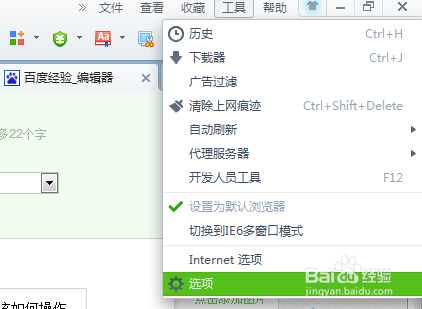 文件 查看 收藏 工具 帮助
百度经验_编辑器
多22个字
历史 Ctrl+H
下载器 Ctrl+J
广告过滤
清除上网痕迹 Ctrl+Shift+Delete
自动刷新
代理服务器
开发人员工具 F12
设置为默认浏览器
切换到IE6多窗口模式
Internet 选项
选项
点击添加图片
如何操作
Baidu 经验
jingyan.baidu.com